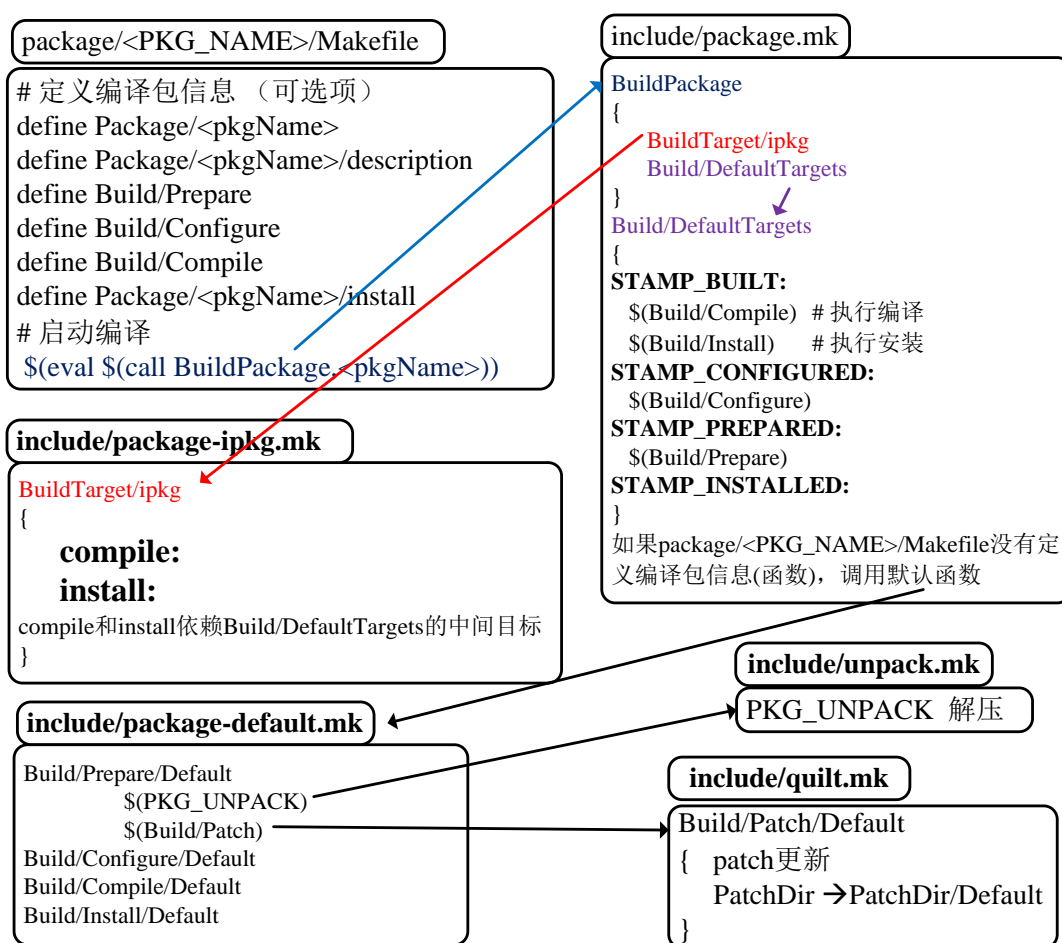 package/<PKG_NAME>/Makefile
# 定义编译包信息 （可选项）
define Package/<pkgName>
define Package/<pkgName>/description
define Build/Prepare
define Build/Configure
define Build/Compile
define Package/<pkgName>/install
# 启动编译
$(eval $(call BuildPackage,<pkgName>))
include/package.mk
BuildPackage
{
BuildTarget/ipkg
Build/DefaultTargets
}
Build/DefaultTargets
{
STAMP_BUILT:
$(Build/Compile) # 执行编译
$(Build/Install) # 执行安装
STAMP_CONFIGURED:
$(Build/Configure)
STAMP_PREPARED:
$(Build/Prepare)
STAMP_INSTALLED:
}
如果package/<PKG_NAME>/Makefile没有定
义编译包信息(函数)，调用默认函数
include/package-ipkg.mk
BuildTarget/ipkg
{
compile:
install:
compile和install依赖Build/DefaultTargets的中间目标
}
include/unpack.mk
PKG_UNPACK 解压
include/package-default.mk
Build/Prepare/Default
$(PKG_UNPACK)
$(Build/Patch)
Build/Configure/Default
Build/Compile/Default
Build/Install/Default
include/quilt.mk
Build/Patch/Default
{ patch更新
PatchDir →PatchDir/Default
}